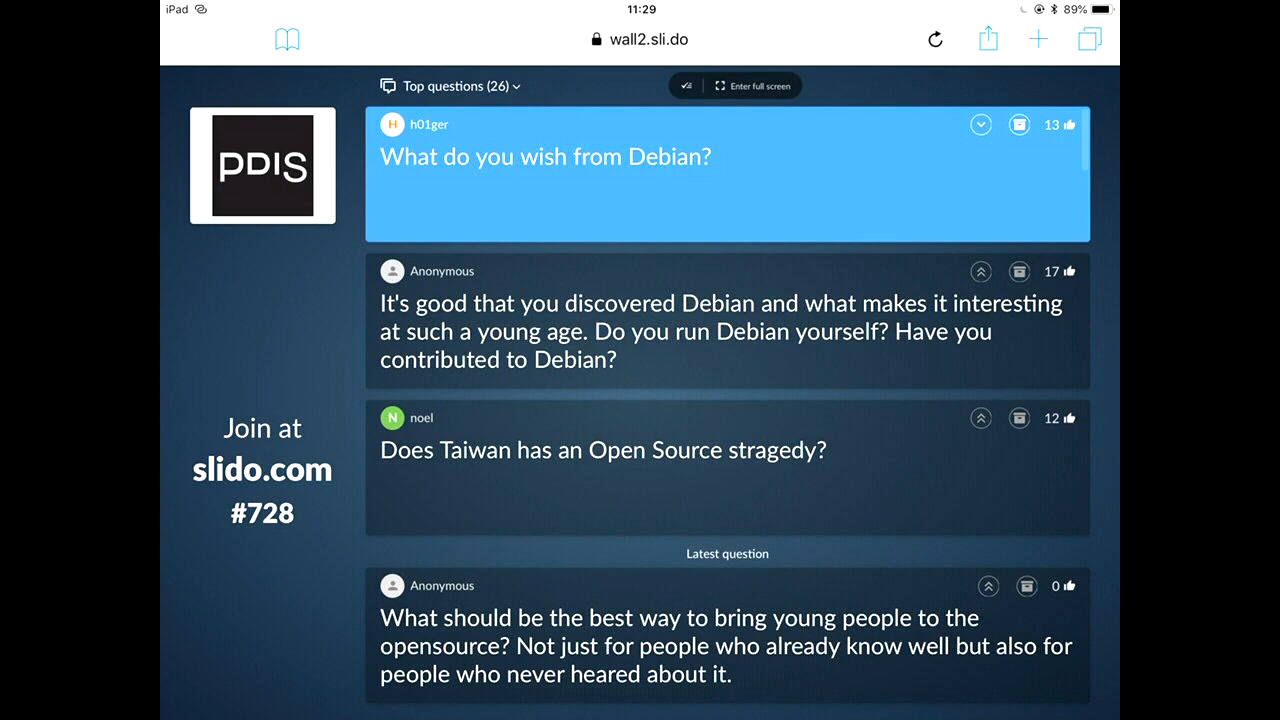 iPad
11:29
89%
wall2.sli.do
Top questions (26)
Enter full screen
PDIS
H
h01ger
13
What do you wish from Debian?
Anonymous
17
It's good that you discovered Debian and what makes it interesting
at such a young age. Do you run Debian yourself? Have you
contributed to Debian?
N
noel
12
Does Taiwan has an Open Source stragedy?
Join at
slido.com
#728
Latest question
Anonymous
0
What should be the best way to bring young people to the
opensource? Not just for people who already know well but also for
people who never heared about it.